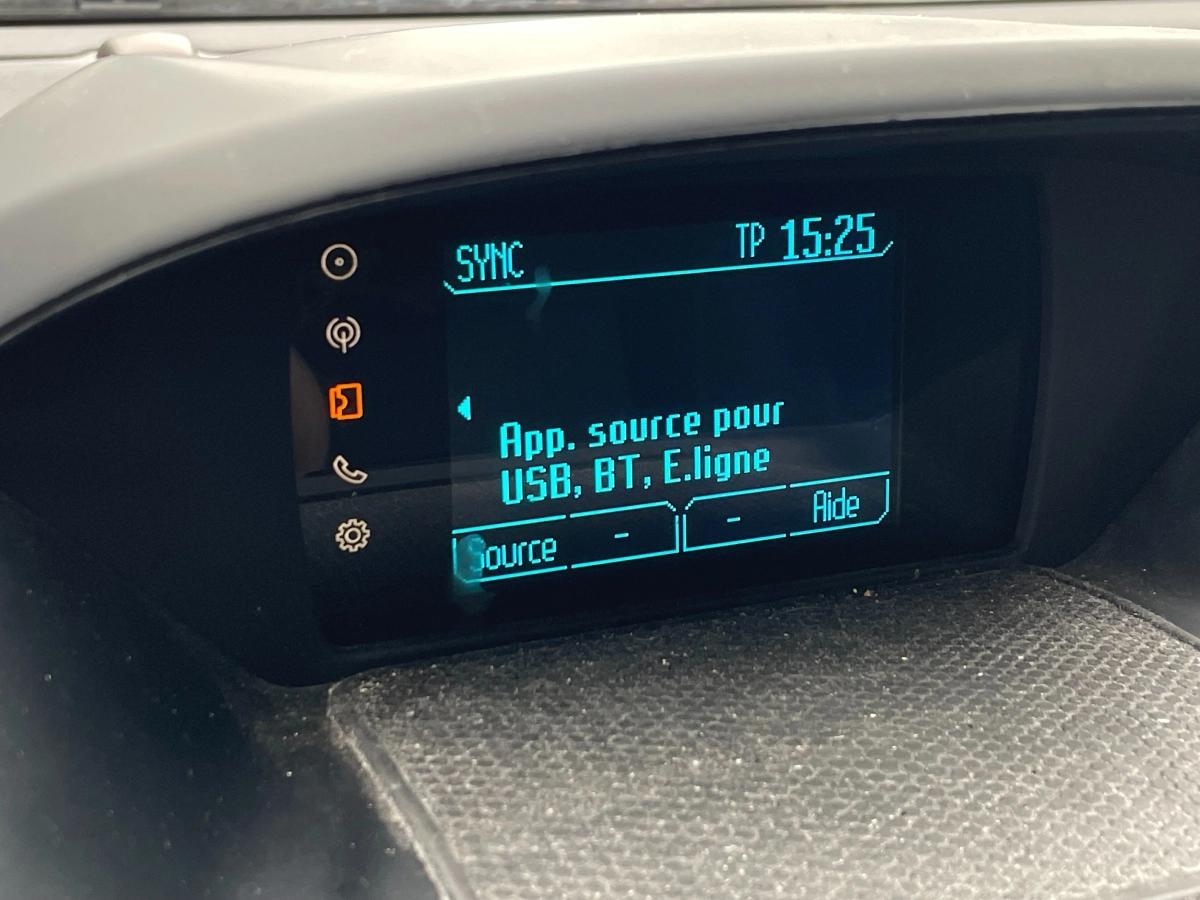 SYNC TP 15:25
App. source pour
USB, BT, E.ligne
Source - - Aide